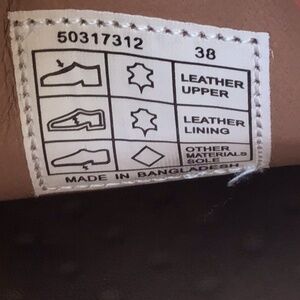 50317312 38
LEATHER
UPPER
LEATHER
LINING
OTHER
MATERIALS
SOLE
MADE IN BANGLADESH